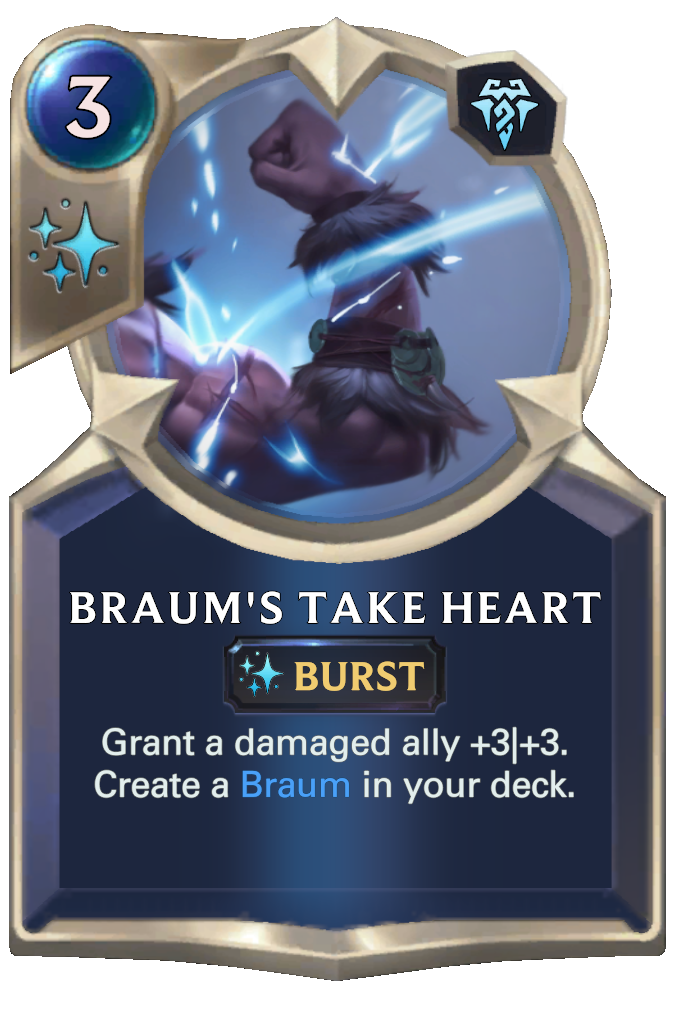 3
BRAUM'S TAKE HEART
BURST
Grant a damaged ally +3|+3.
Create a Braum in your deck.